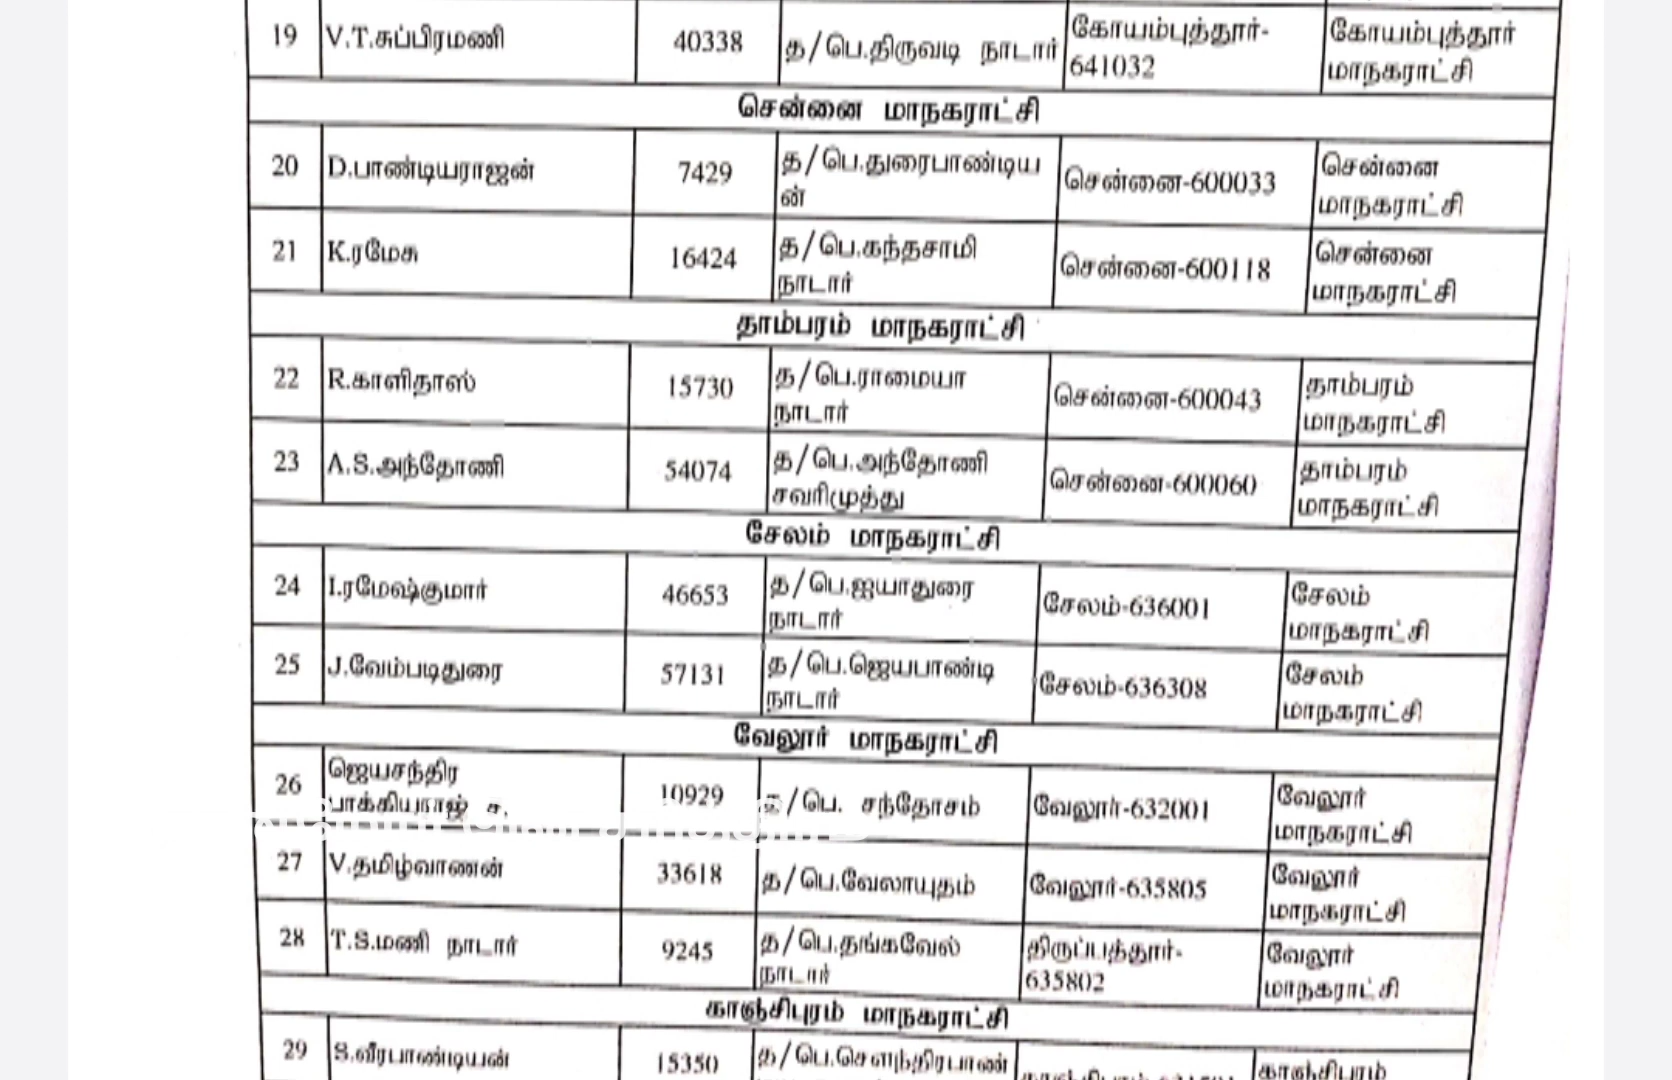 19 V.T.சுப்பிரமணி 40338 த/பெ.திருவடி நாடார் கோயம்புத்தூர்- கோயம்புத்தூர்
641032 மாநகராட்சி
சென்னை மாநகராட்சி
20 D.பாண்டியராஜன் 7429 த/பெ.துரைபாண்டிய சென்னை-600033 சென்னை
ன் மாநகராட்சி
21 K.ரமேசு 16424 த/பெ.கந்தசாமி சென்னை-600118 சென்னை
நாடார் மாநகராட்சி
தாம்பரம் மாநகராட்சி
22 R.காளிதாஸ் 15730 த/பெ.ராமையா சென்னை-600043 தாம்பரம்
நாடார் மாநகராட்சி
23 A.S.அந்தோணி 54074 த/பெ.அந்தோணி சென்னை-600060 தாம்பரம்
சவரிமுத்து மாநகராட்சி
சேலம் மாநகராட்சி
24 I.ரமேஷ்குமார் 46653 த/பெ.ஐயாதுரை சேலம்-636001 சேலம்
நாடார் மாநகராட்சி
25 J.வேம்படிதுரை 57131 த/பெ.ஜெயபாண்டி சேலம்-636308 சேலம்
நாடார் மாநகராட்சி
வேலூர் மாநகராட்சி
26 ஜெயசந்திர 10929 த/பெ. சந்தோசம் வேலூர்-632001 வேலூர்
பாக்கியராஜ் ச. மாநகராட்சி
27 V.தமிழ்வாணன் 33618 த/பெ.வேலாயுதம் வேலூர்-635805 வேலூர்
மாநகராட்சி
28 T.S.மணி நாடார் 9245 த/பெ.தங்கவேல் திருப்பத்தூர்- வேலூர்
நாடார் 635802 மாநகராட்சி
காஞ்சிபுரம் மாநகராட்சி
29 S.வீரபாண்டியன் 15350 த/பெ.சௌந்திரபாண் காஞ்சிபுரம்